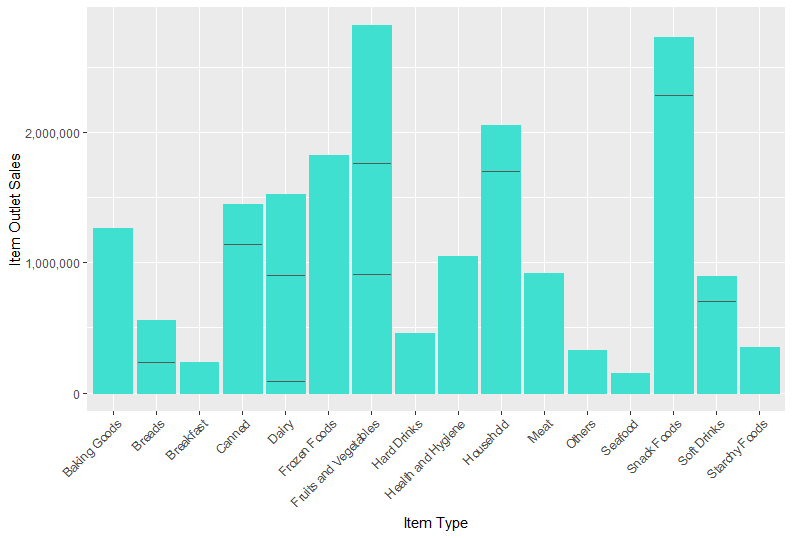 Item Outlet Sales
2,000,000
1,000,000
0
Baking Goods
Breads
Breakfast
Canned
Dairy
Frozen Foods
Fruits and Vegetables
Hard Drinks
Health and Hygiene
Household
Meat
Others
Seafood
Snack Foods
Soft Drinks
Starchy Foods
Item Type